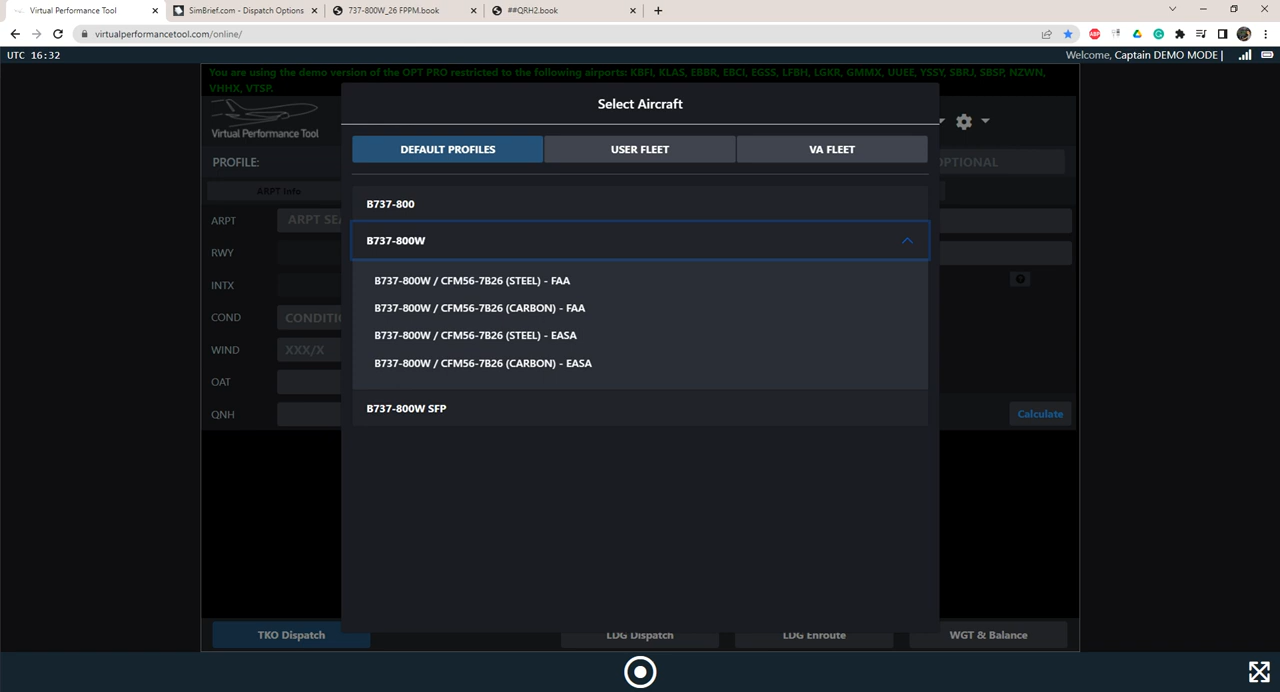 Virtual Performance Tool
SimBrief.com - Dispatch Options
737-800W_26 FPPM.book
##QRH2.book
virtualperformancetool.com/online/
UTC 16:32
Welcome, Captain DEMO MODE |
You are using the demo version of the OPT PRO restricted to the following airports: KBFI, KLAS, EBBR, EBCI, EGSS, LFBH, LGKR, GMMX, UUEE, YSSY, SBRJ, SBSP, NZWN,
VHHX, VTSP.
Select Aircraft
Virtual Performance Tool
DEFAULT PROFILES
USER FLEET
VA FLEET
PROFILE:
OPTIONAL
ARPT Info
B737-800
ARPT
ARPT SEA
B737-800W
RWY
B737-800W / CFM56-7B26 (STEEL) - FAA
INTX
B737-800W / CFM56-7B26 (CARBON) - FAA
COND
CONDITIO
B737-800W / CFM56-7B26 (STEEL) - EASA
WIND
XXX/X
B737-800W / CFM56-7B26 (CARBON) - EASA
OAT
B737-800W SFP
QNH
Calculate
TKO Dispatch
LDG Dispatch
LDG Enroute
WGT & Balance